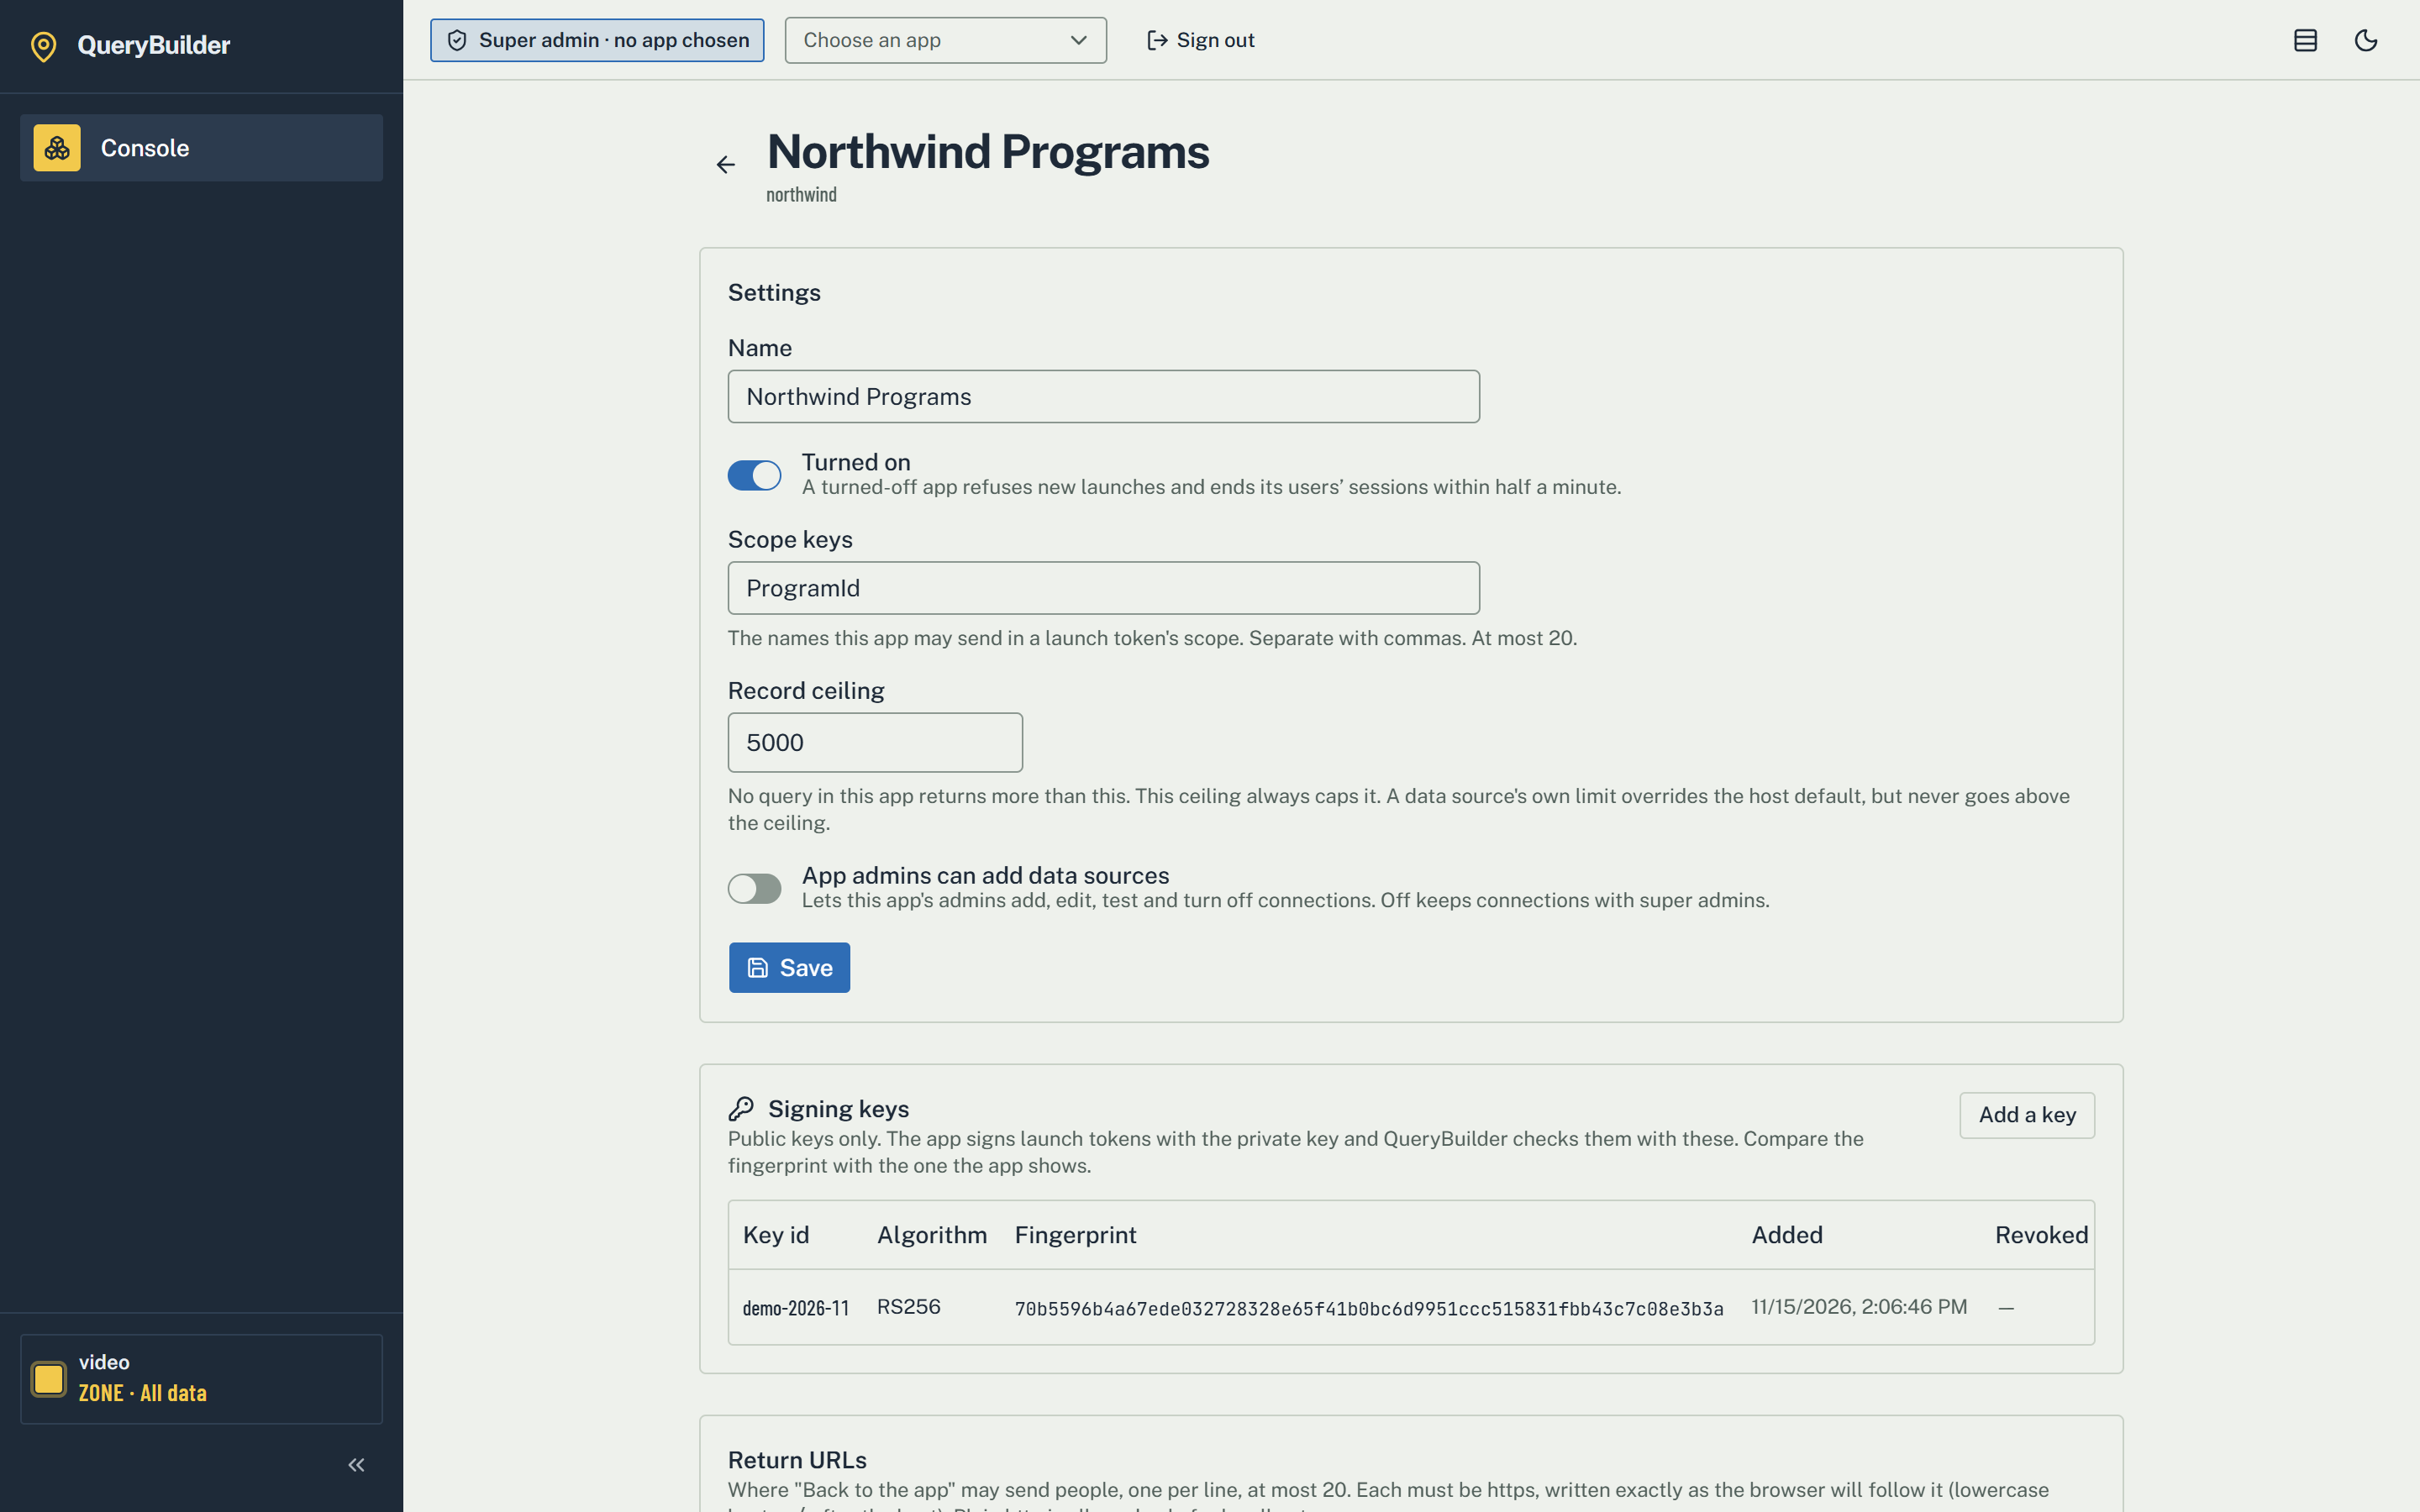 QueryBuilder
Super admin · no app chosen
Choose an app
Sign out
Console
Northwind Programs
northwind
Settings
Name
Northwind Programs
Turned on
A turned-off app refuses new launches and ends its users’ sessions within half a minute.
Scope keys
ProgramId
The names this app may send in a launch token's scope. Separate with commas. At most 20.
Record ceiling
5000
No query in this app returns more than this. This ceiling always caps it. A data source's own limit overrides the host default, but never goes above
the ceiling.
App admins can add data sources
Lets this app's admins add, edit, test and turn off connections. Off keeps connections with super admins.
Save
Signing keys
Add a key
Public keys only. The app signs launch tokens with the private key and QueryBuilder checks them with these. Compare the
fingerprint with the one the app shows.
Key id Algorithm Fingerprint Added Revoked
demo-2026-11 RS256 70b5596b4a67ede032728328e65f41b0bc6d9951ccc515831fbb43c7c08e3b3a 11/15/2026, 2:06:46 PM —
video
ZONE · All data
Return URLs
Where "Back to the app" may send people, one per line, at most 20. Each must be https, written exactly as the browser will follow it (lowercase